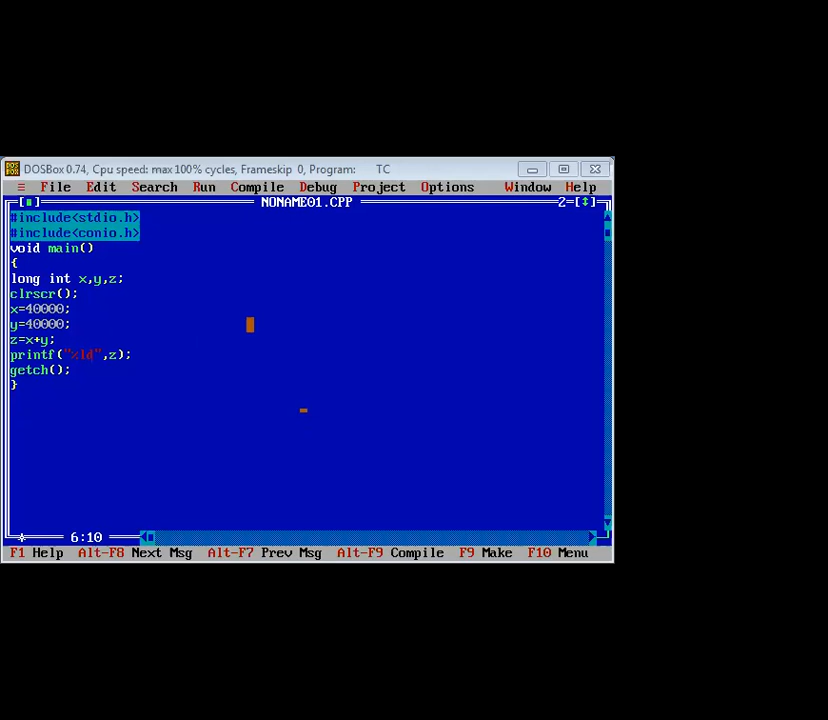 DOSBox 0.74, Cpu speed: max 100% cycles, Frameskip 0, Program: TC
≡ File Edit Search Run Compile Debug Project Options Window Help
[■] NONAME01.CPP 2=[↕]
#include<stdio.h>
#include<conio.h>
void main()
{
long int x,y,z;
clrscr();
x=40000;
y=40000;
z=x+y;
printf("%ld",z);
getch();
}
* 6:10
F1 Help Alt-F8 Next Msg Alt-F7 Prev Msg Alt-F9 Compile F9 Make F10 Menu